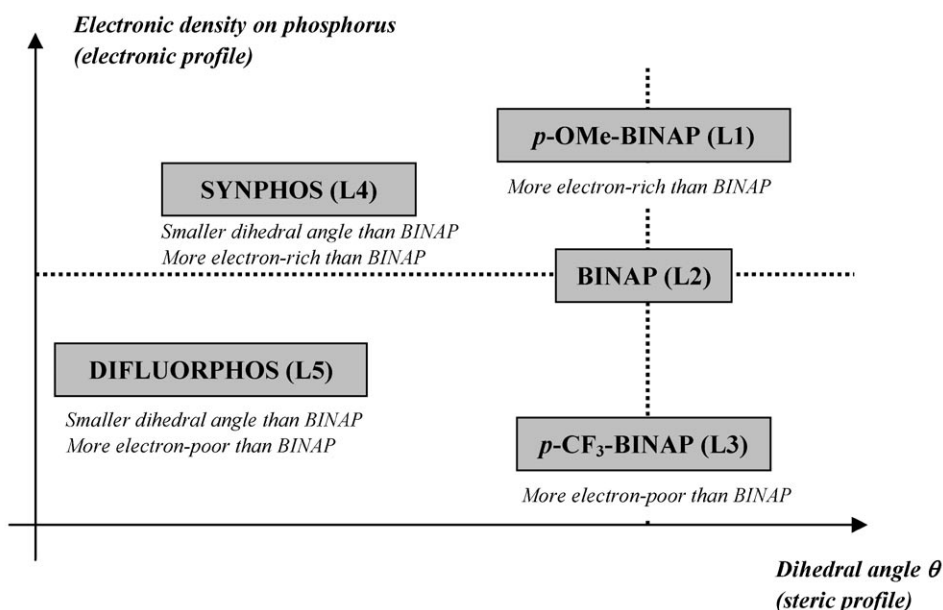 Electronic density on phosphorus
(electronic profile)
p-OMe-BINAP (L1)
More electron-rich than BINAP
SYNPHOS (L4)
Smaller dihedral angle than BINAP
More electron-rich than BINAP
BINAP (L2)
DIFLUORPHOS (L5)
Smaller dihedral angle than BINAP
More electron-poor than BINAP
p-CF₃-BINAP (L3)
More electron-poor than BINAP
Dihedral angle θ
(steric profile)